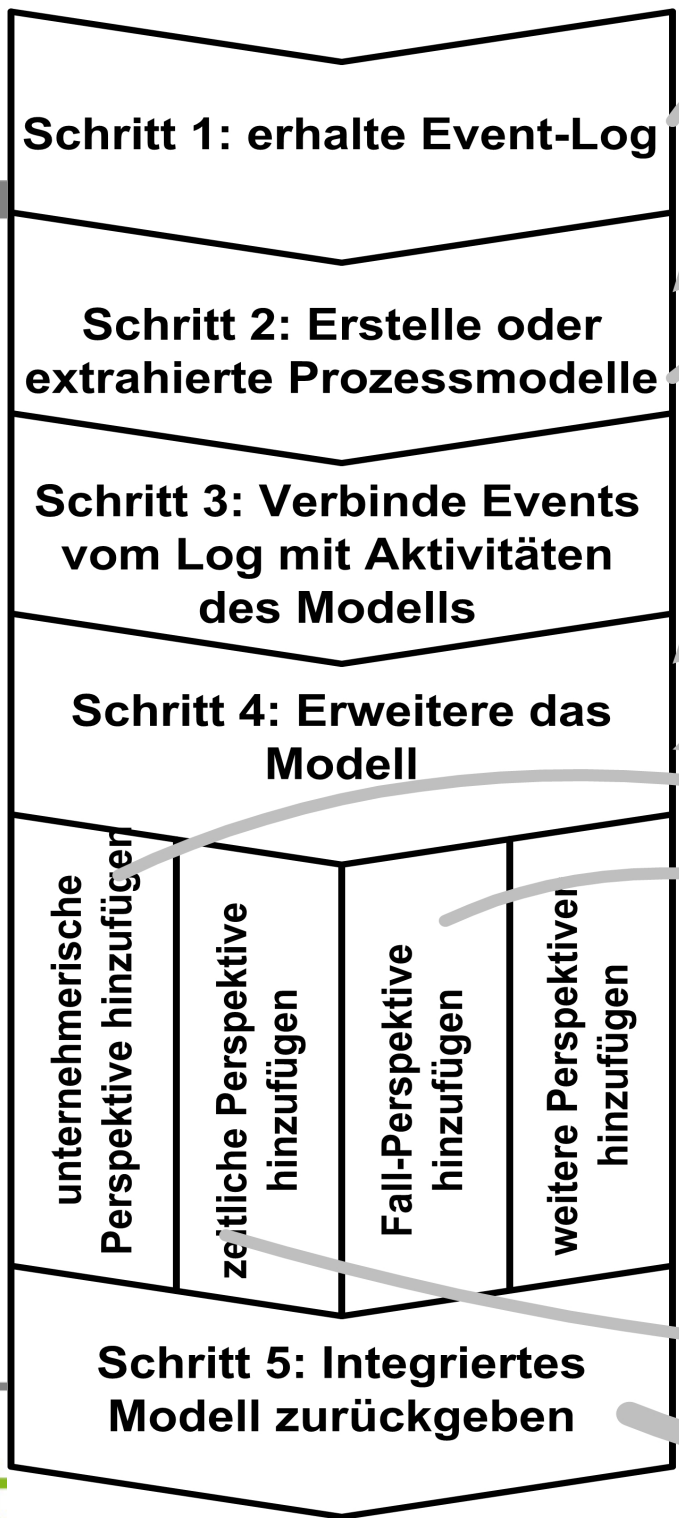 Schritt 1: erhalte Event-Log
Schritt 2: Erstelle oder
extrahierte Prozessmodelle
Schritt 3: Verbinde Events
vom Log mit Aktivitäten
des Modells
Schritt 4: Erweitere das
Modell
unternehmerische
Perspektive hinzufügen
zeitliche Perspektive
hinzufügen
Fall-Perspektive
hinzufügen
weitere Perspektiven
hinzufügen
Schritt 5: Integriertes
Modell zurückgeben